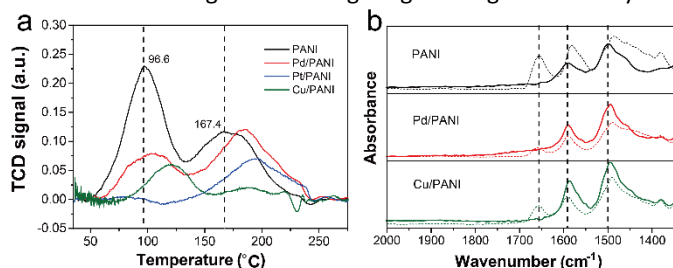 a
0.30
0.25
0.20
0.15
0.10
0.05
0.00
-0.05
TCD signal (a.u.)
96.6
167.4
PANI
Pd/PANI
Pt/PANI
Cu/PANI
50 100 150 200 250
Temperature (°C)
b
Absorbance
PANI
Pd/PANI
Cu/PANI
2000 1900 1800 1700 1600 1500 1400
Wavenumber (cm-1)